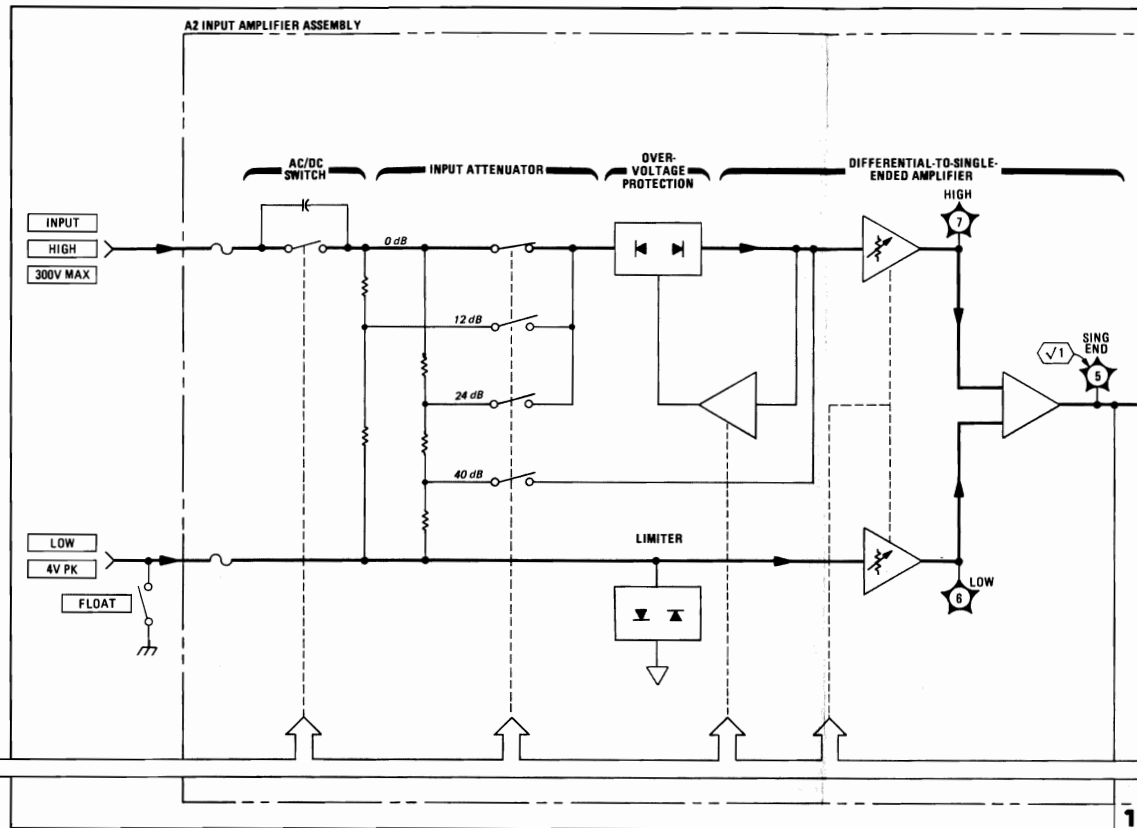 A2 INPUT AMPLIFIER ASSEMBLY
AC/DC
SWITCH
INPUT ATTENUATOR
OVER-
VOLTAGE
PROTECTION
DIFFERENTIAL-TO-SINGLE-
ENDED AMPLIFIER
HIGH
7
INPUT
HIGH
300V MAX
0 dB
12 dB
24 dB
40 dB
√1
SING
END
5
LOW
4V PK
FLOAT
LIMITER
LOW
6
1